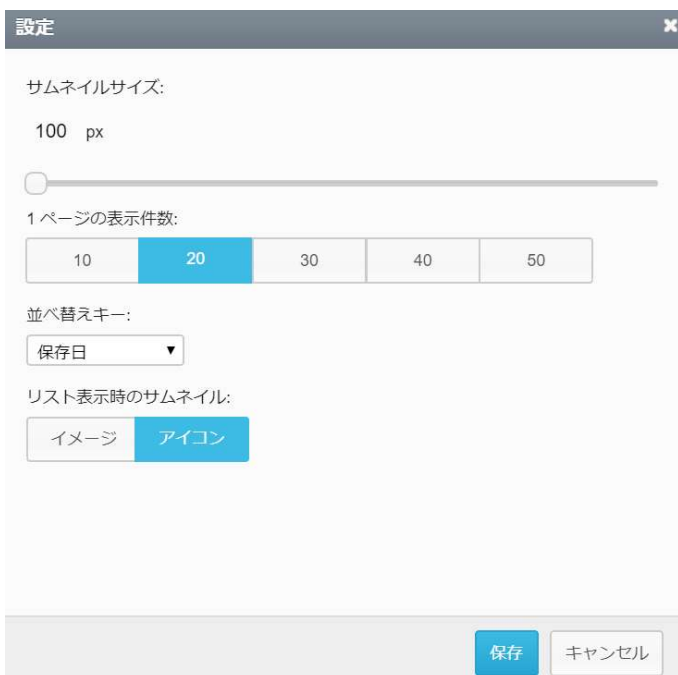 設定
サムネイルサイズ:
100 px
1 ページの表示件数:
10 20 30 40 50
並べ替えキー:
保存日
リスト表示時のサムネイル:
イメージ アイコン
保存 キャンセル